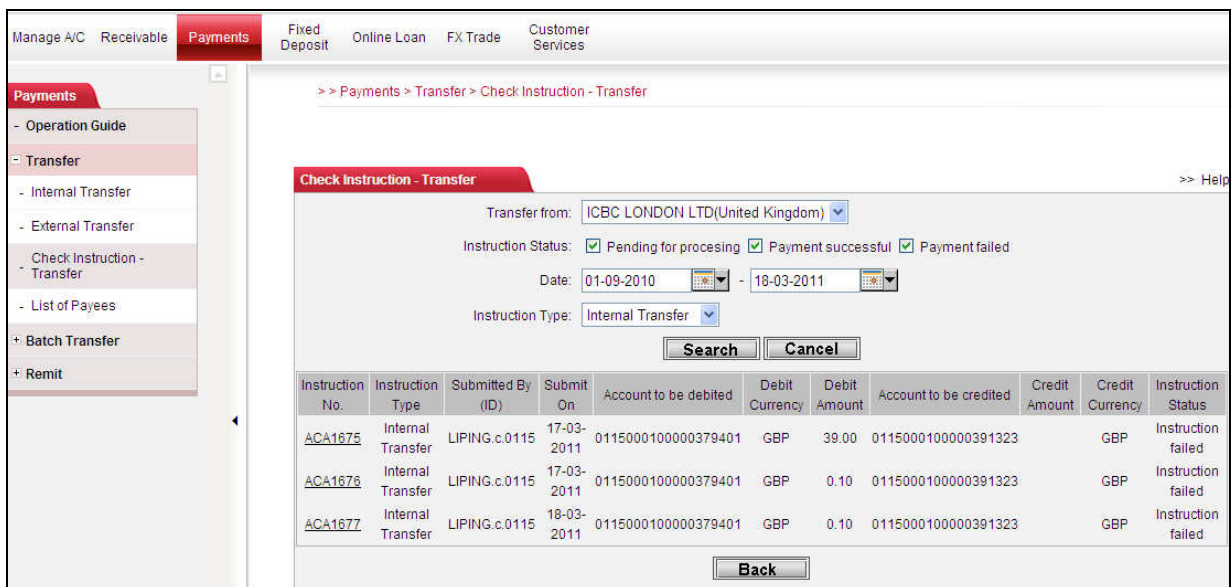 Manage A/C Receivable Payments Fixed Deposit Online Loan FX Trade Customer Services
Payments
- Operation Guide
- Transfer
- Internal Transfer
- External Transfer
- Check Instruction - Transfer
- List of Payees
+ Batch Transfer
+ Remit
> > Payments > Transfer > Check Instruction - Transfer
Check Instruction - Transfer
>> Help
Transfer from: ICBC LONDON LTD(United Kingdom)
Instruction Status: Pending for procesing Payment successful Payment failed
Date: 01-09-2010 - 18-03-2011
Instruction Type: Internal Transfer
Search Cancel
Instruction No. Instruction Type Submitted By (ID) Submit On Account to be debited Debit Currency Debit Amount Account to be credited Credit Amount Credit Currency Instruction Status
ACA1675 Internal Transfer LIPING.c.0115 17-03-2011 0115000100000379401 GBP 39.00 0115000100000391323 GBP Instruction failed
ACA1676 Internal Transfer LIPING.c.0115 17-03-2011 0115000100000379401 GBP 0.10 0115000100000391323 GBP Instruction failed
ACA1677 Internal Transfer LIPING.c.0115 18-03-2011 0115000100000379401 GBP 0.10 0115000100000391323 GBP Instruction failed
Back